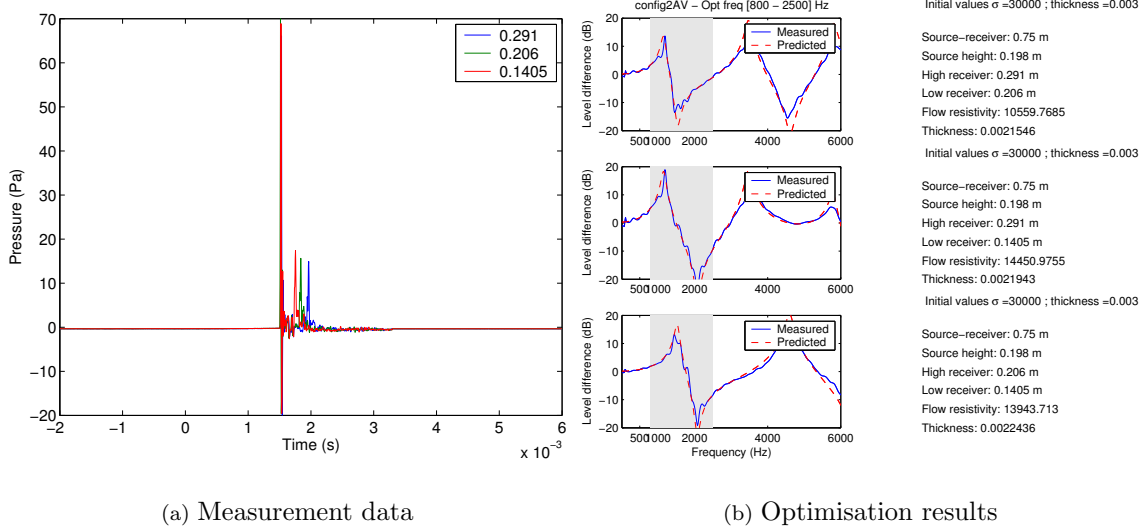 70
60
50
40
30
20
10
0
−10
−20
Pressure (Pa)
−2
−1
0
1
2
3
4
5
6
Time (s)
x 10⁻³
0.291
0.206
0.1405
(a) Measurement data
config2AV − Opt freq [800 − 2500] Hz
20
10
0
−10
−20
Level difference (dB)
500 1000 2000 4000 6000
Measured
Predicted
Initial values σ =30000 ; thickness =0.003
Source−receiver: 0.75 m
Source height: 0.198 m
High receiver: 0.291 m
Low receiver: 0.206 m
Flow resistivity: 10559.7685
Thickness: 0.0021546
20
10
0
−10
−20
Level difference (dB)
500 1000 2000 4000 6000
Measured
Predicted
Initial values σ =30000 ; thickness =0.003
Source−receiver: 0.75 m
Source height: 0.198 m
High receiver: 0.291 m
Low receiver: 0.1405 m
Flow resistivity: 14450.9755
Thickness: 0.0021943
20
10
0
−10
−20
Level difference (dB)
500 1000 2000 4000 6000
Frequency (Hz)
Measured
Predicted
Initial values σ =30000 ; thickness =0.003
Source−receiver: 0.75 m
Source height: 0.198 m
High receiver: 0.206 m
Low receiver: 0.1405 m
Flow resistivity: 13943.713
Thickness: 0.0022436
(b) Optimisation results